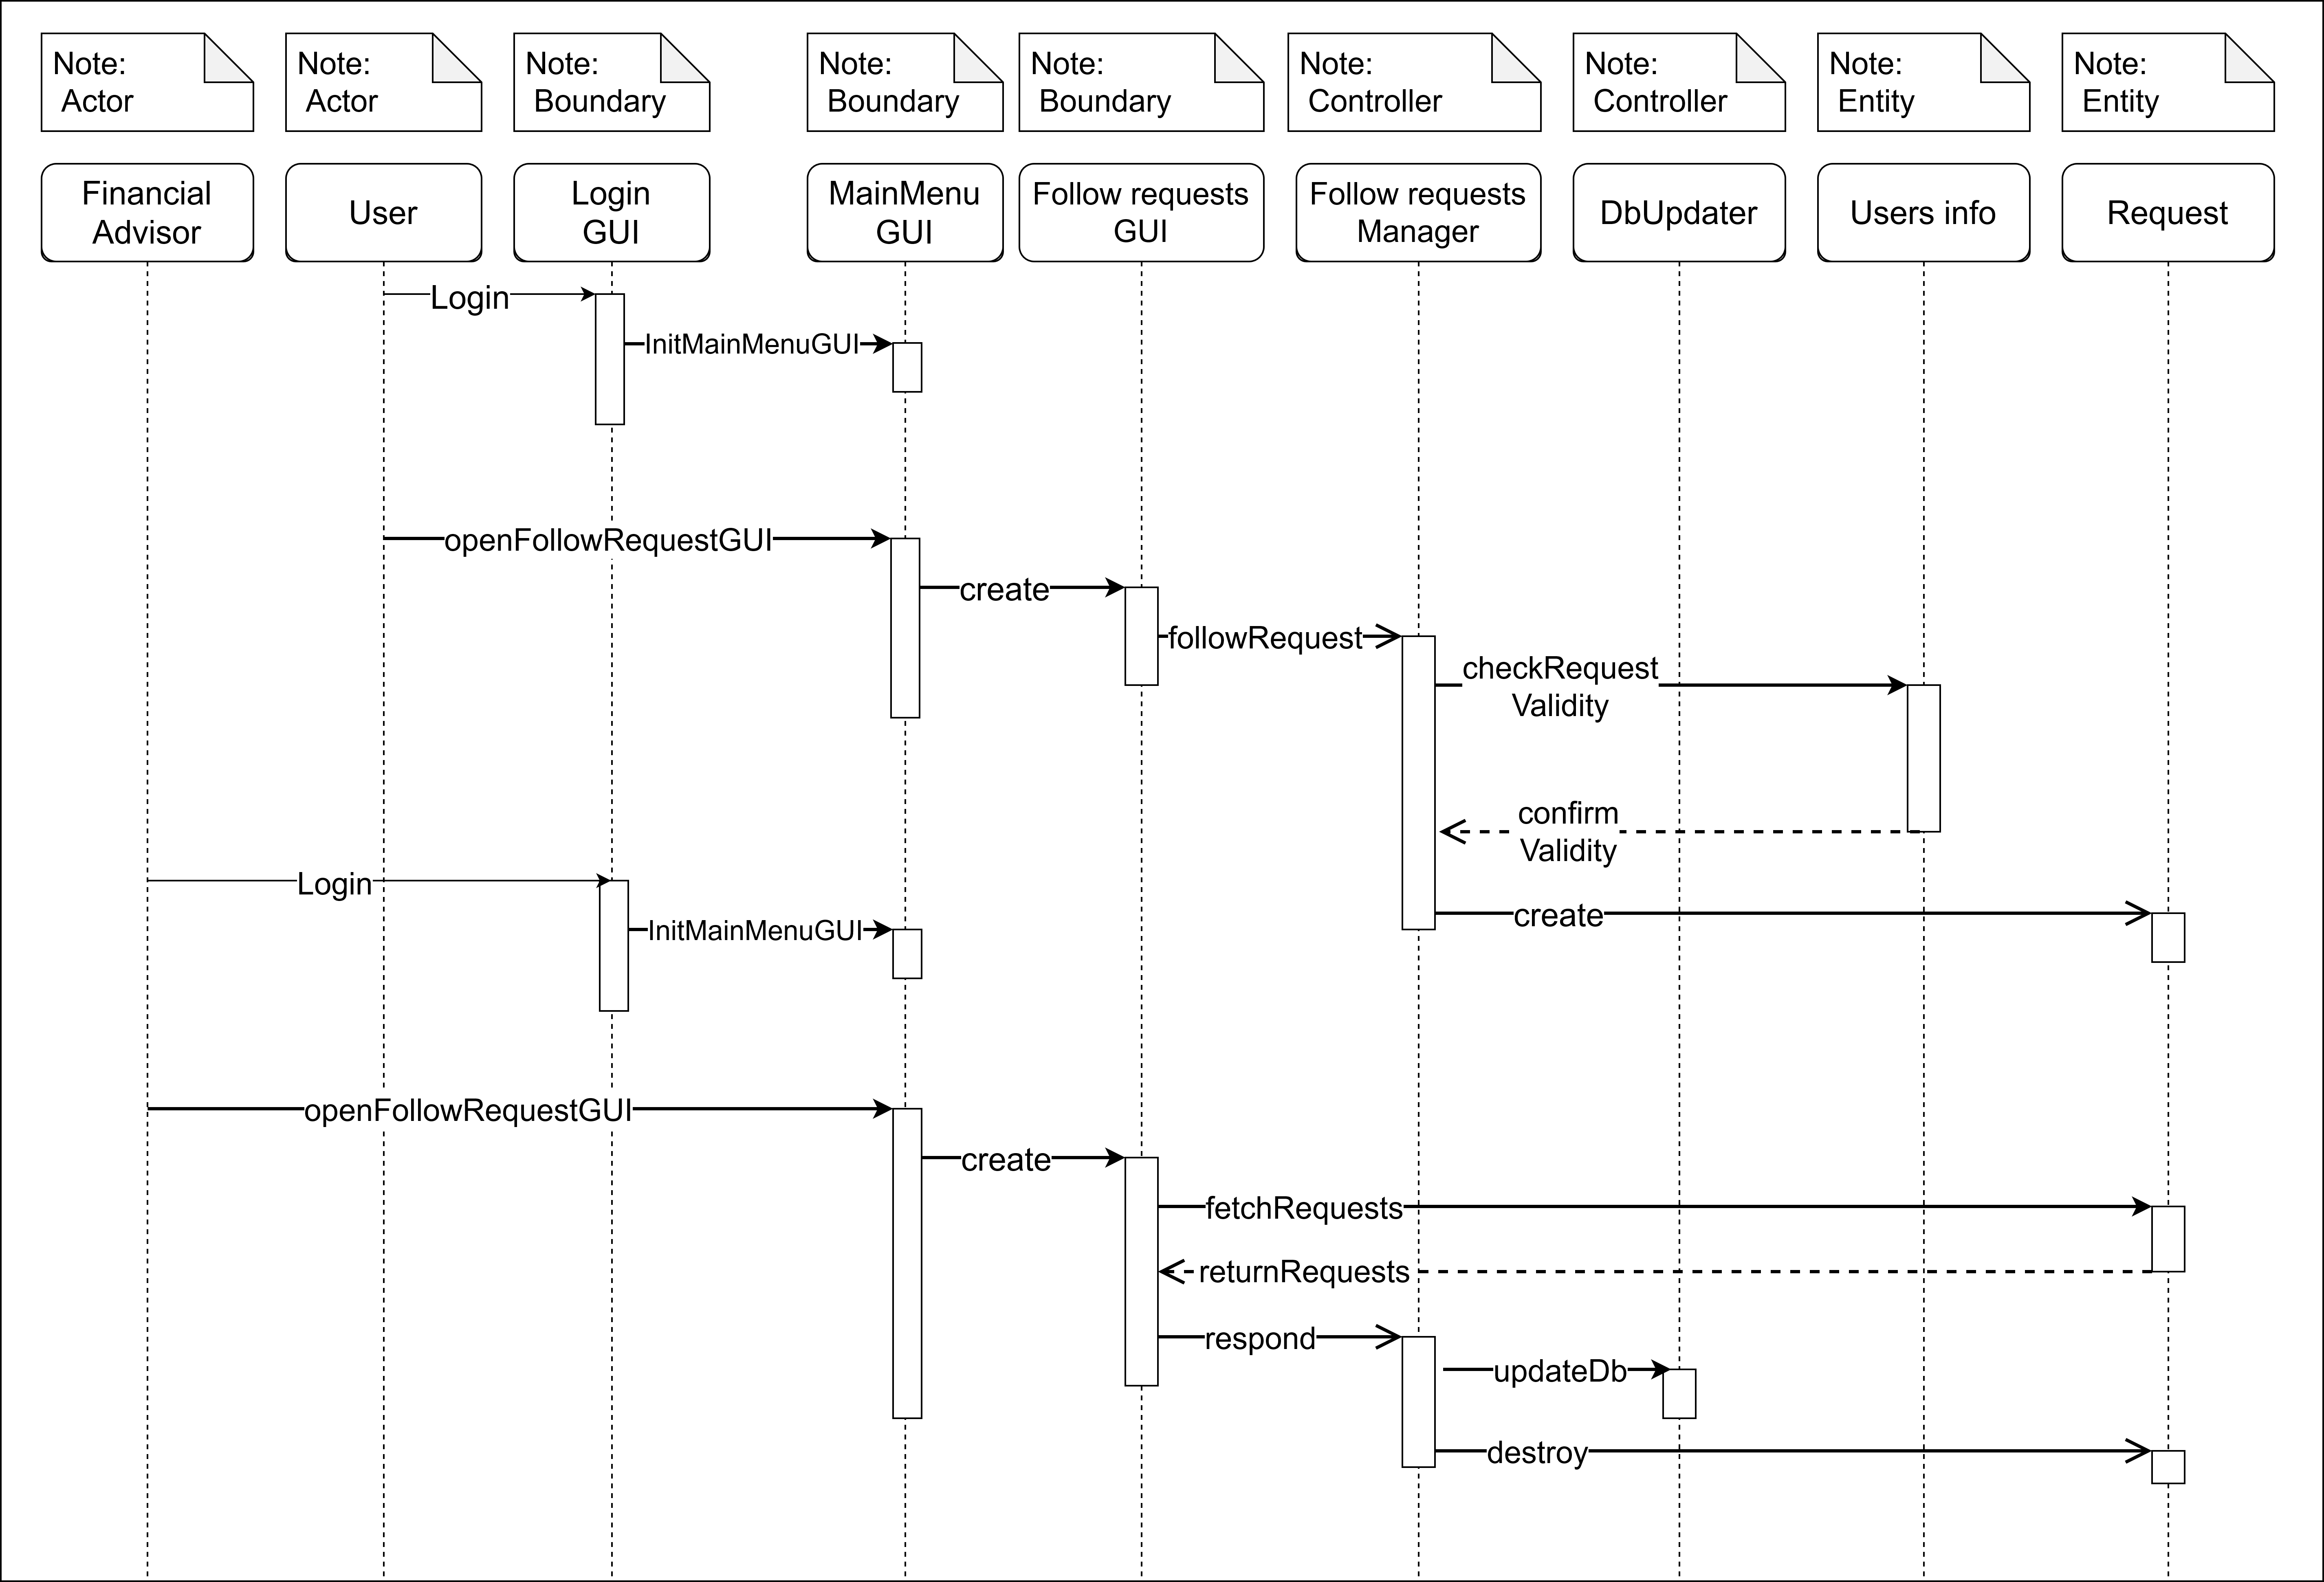 Note:
Actor
Note:
Actor
Note:
Boundary
Note:
Boundary
Note:
Boundary
Note:
Controller
Note:
Controller
Note:
Entity
Note:
Entity
Financial
Advisor
User
Login
GUI
MainMenu
GUI
Follow requests
GUI
Follow requests
Manager
DbUpdater
Users info
Request
Login
InitMainMenuGUI
openFollowRequestGUI
create
followRequest
checkRequest
Validity
confirm
Validity
Login
create
InitMainMenuGUI
openFollowRequestGUI
create
fetchRequests
returnRequests
respond
updateDb
destroy